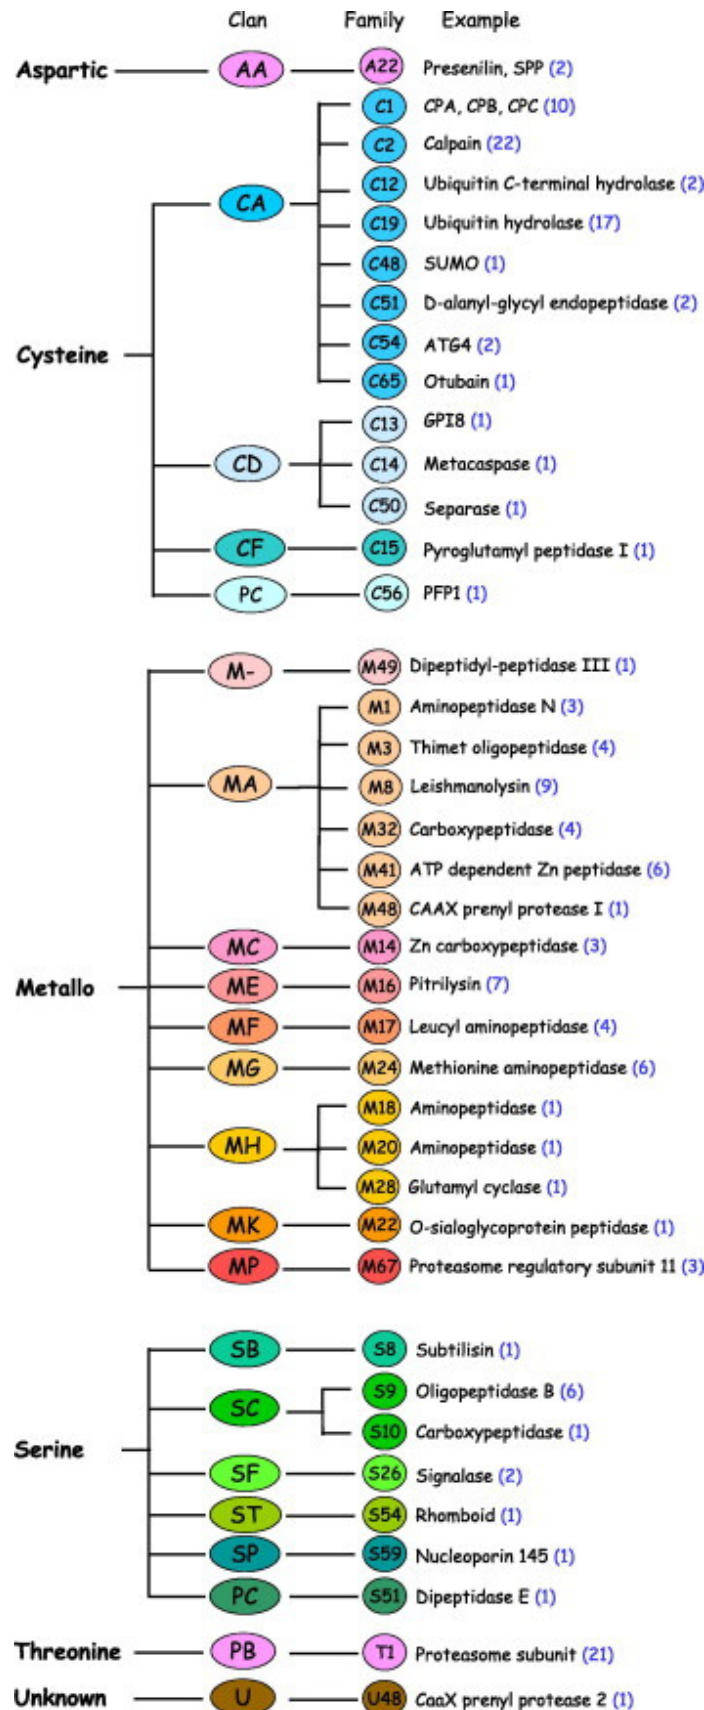 Clan Family Example
Aspartic AA A22 Presenilin, SPP (2)
C1 CPA, CPB, CPC (10)
C2 Calpain (22)
C12 Ubiquitin C-terminal hydrolase (2)
CA C19 Ubiquitin hydrolase (17)
C48 SUMO (1)
C51 D-alanyl-glycyl endopeptidase (2)
Cysteine C54 ATG4 (2)
C65 Otubain (1)
C13 GPI8 (1)
CD C14 Metacaspase (1)
C50 Separase (1)
CF C15 Pyroglutamyl peptidase I (1)
PC C56 PFP1 (1)
M- M49 Dipeptidyl-peptidase III (1)
M1 Aminopeptidase N (3)
M3 Thimet oligopeptidase (4)
MA M8 Leishmanolysin (9)
M32 Carboxypeptidase (4)
M41 ATP dependent Zn peptidase (6)
M48 CAAX prenyl protease I (1)
MC M14 Zn carboxypeptidase (3)
Metallo ME M16 Pitrilysin (7)
MF M17 Leucyl aminopeptidase (4)
MG M24 Methionine aminopeptidase (6)
M18 Aminopeptidase (1)
MH M20 Aminopeptidase (1)
M28 Glutamyl cyclase (1)
MK M22 O-sialoglycoprotein peptidase (1)
MP M67 Proteasome regulatory subunit 11 (3)
SB S8 Subtilisin (1)
S9 Oligopeptidase B (6)
SC S10 Carboxypeptidase (1)
Serine SF S26 Signalase (2)
ST S54 Rhomboid (1)
SP S59 Nucleoporin 145 (1)
PC S51 Dipeptidase E (1)
Threonine PB T1 Proteasome subunit (21)
Unknown U U48 CaaX prenyl protease 2 (1)